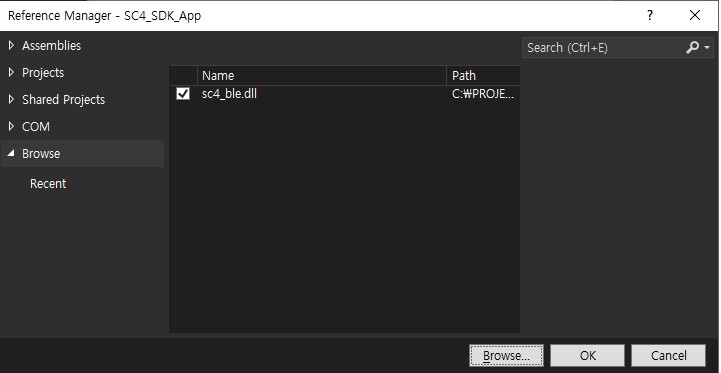 Reference Manager - SC4_SDK_App
Assemblies
Projects
Shared Projects
COM
Browse
Recent
Name Path
sc4_ble.dll C:₩PROJE...
Search (Ctrl+E)
Browse... OK Cancel